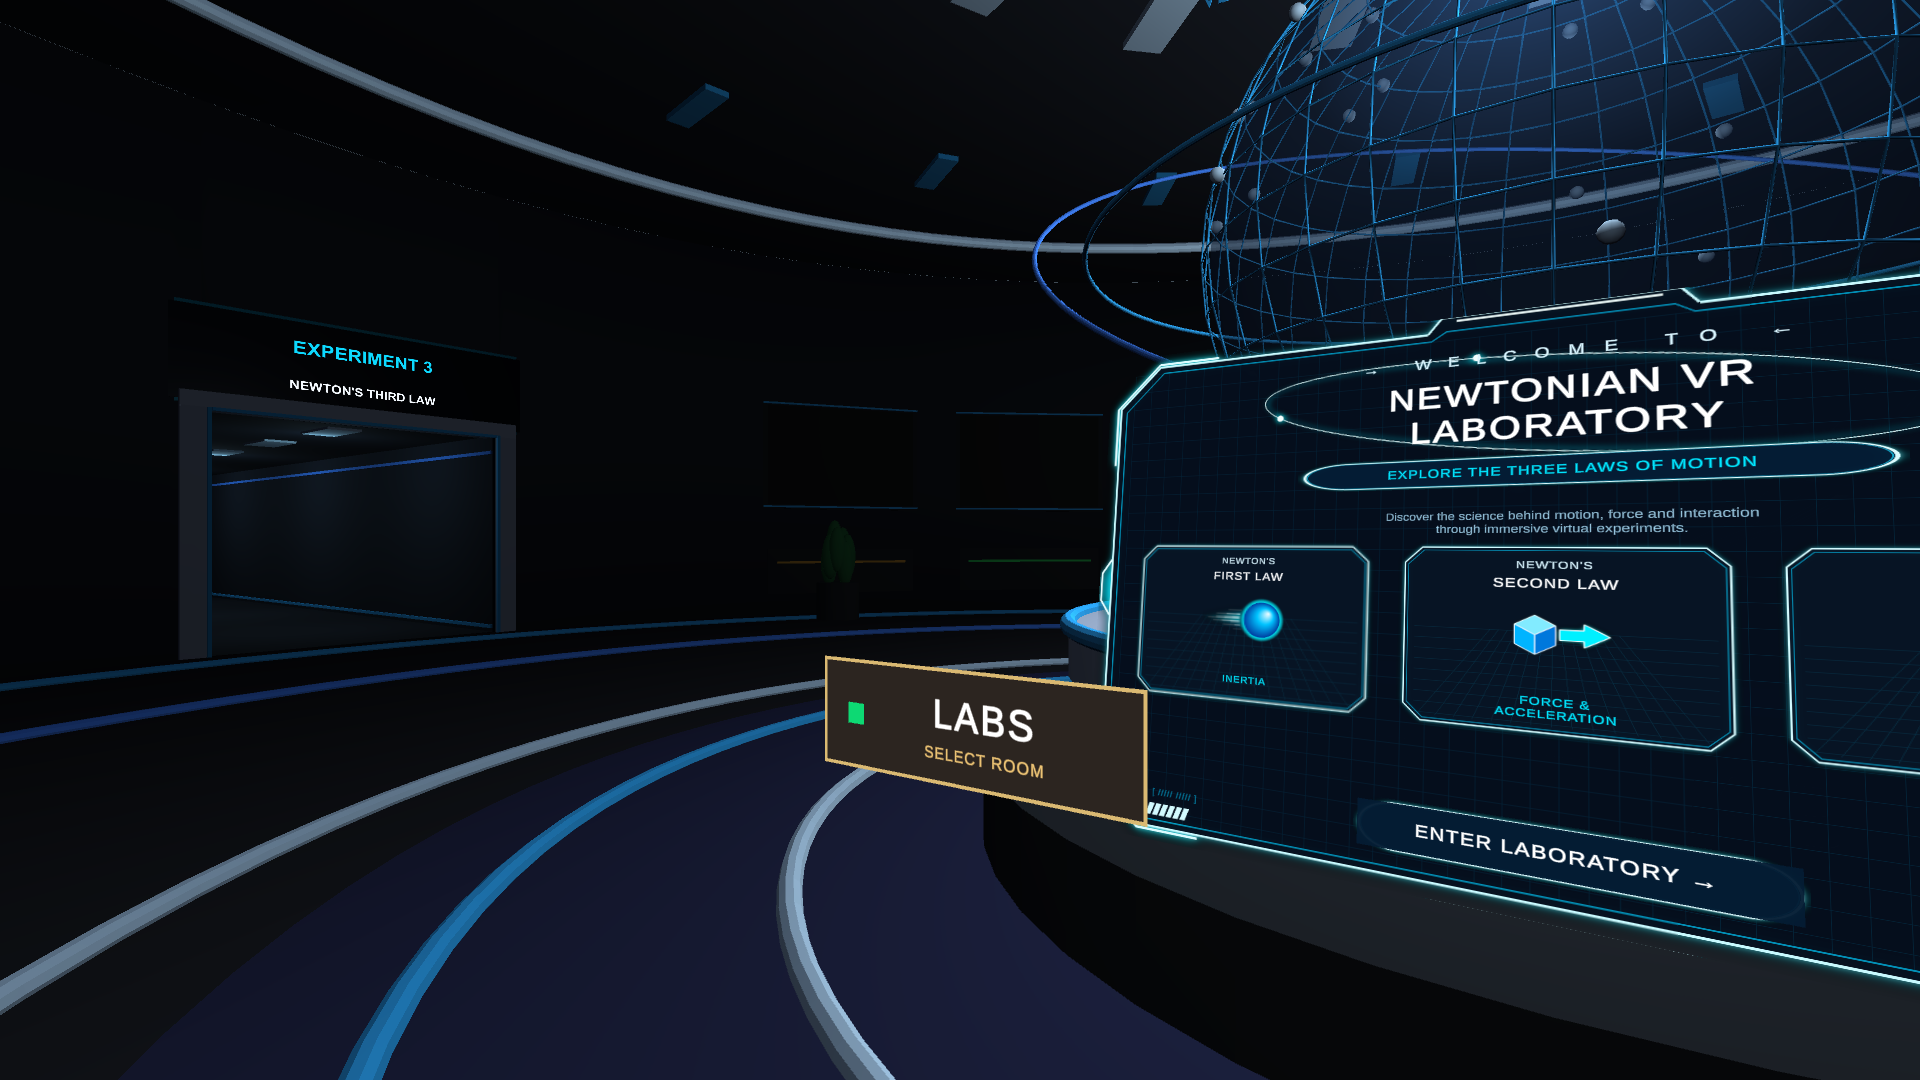 EXPERIMENT 3
NEWTON'S THIRD LAW
→ WELCOME TO ←
NEWTONIAN VR
LABORATORY
EXPLORE THE THREE LAWS OF MOTION
Discover the science behind motion, force and interaction
through immersive virtual experiments.
NEWTON'S
FIRST LAW
INERTIA
NEWTON'S
SECOND LAW
FORCE &
ACCELERATION
LABS
SELECT ROOM
ENTER LABORATORY →